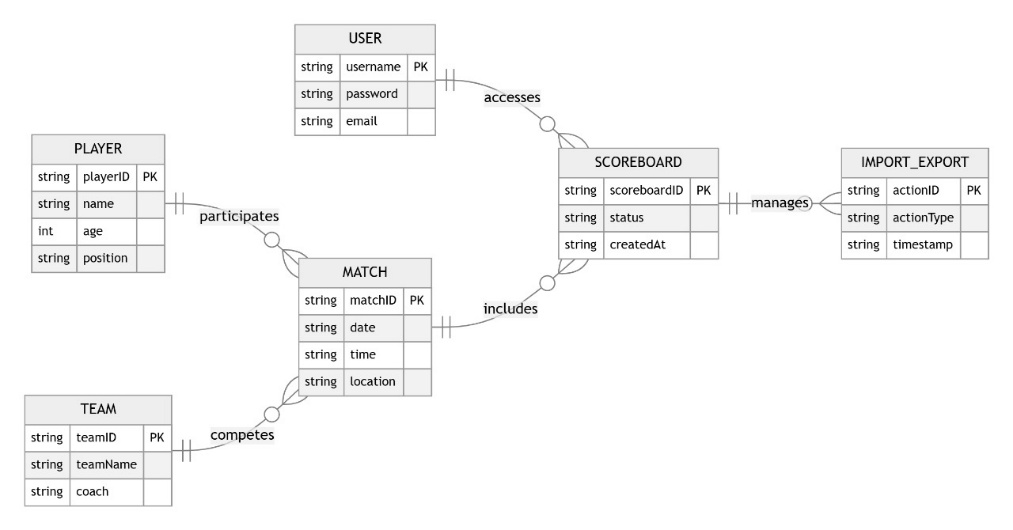 USER
string username PK
string password
string email
accesses
PLAYER
string playerID PK
string name
int age
string position
participates
SCOREBOARD
string scoreboardID PK
string status
string createdAt
manages
IMPORT_EXPORT
string actionID PK
string actionType
string timestamp
MATCH
string matchID PK
string date
string time
string location
includes
TEAM
string teamID PK
string teamName
string coach
competes